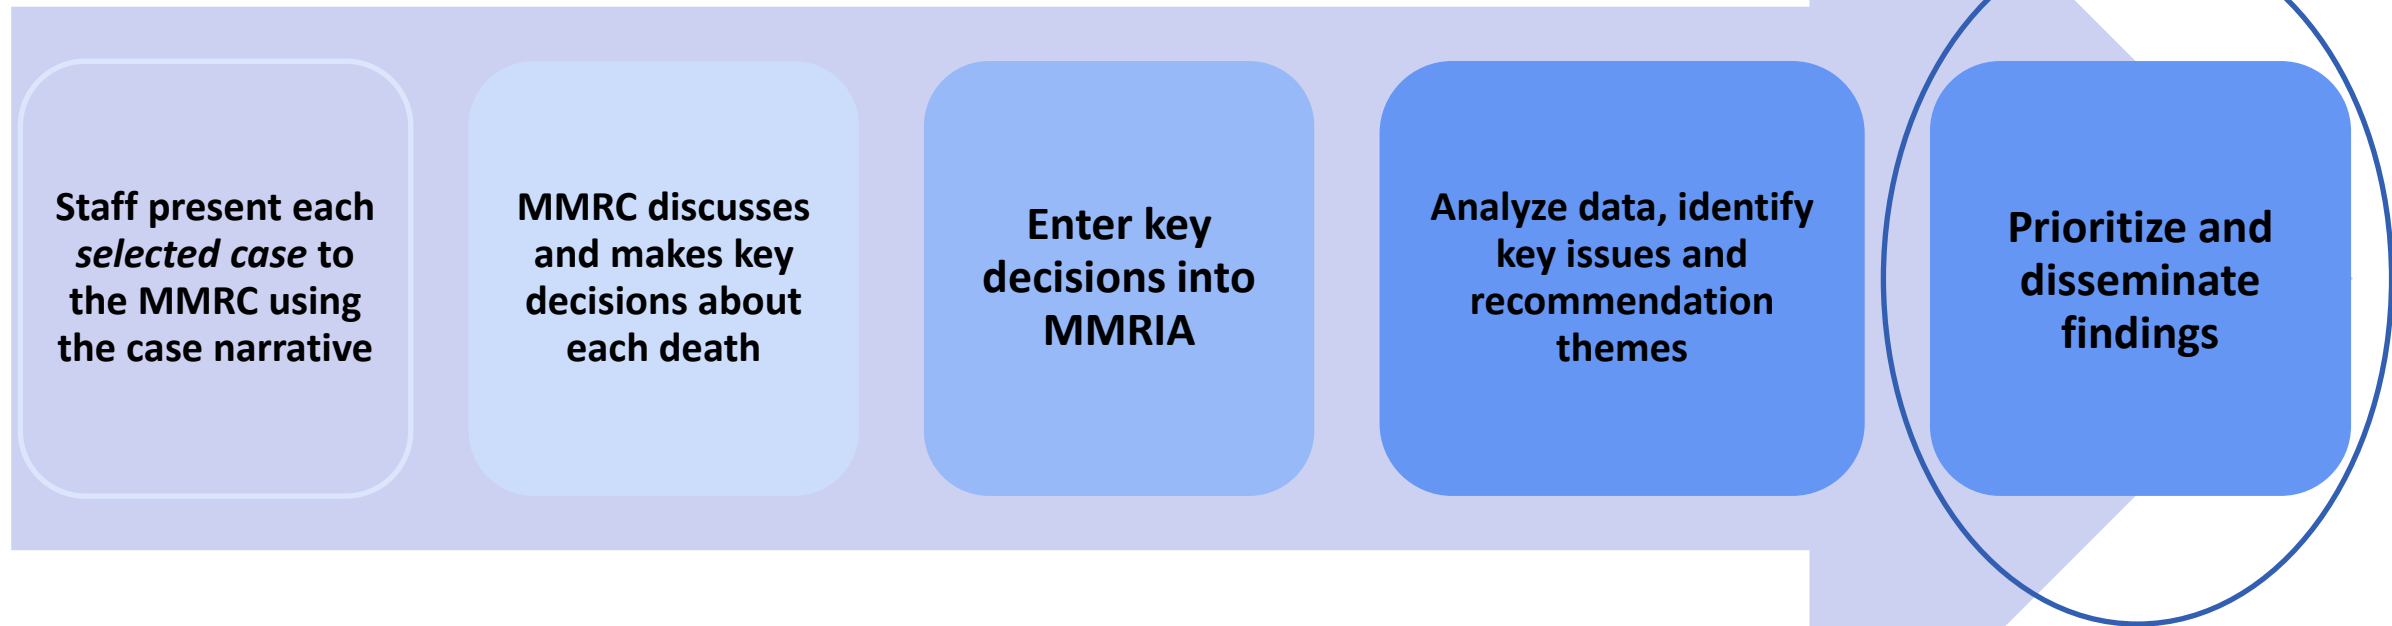 Staff present each
selected case to
the MMRC using
the case narrative
MMRC discusses
and makes key
decisions about
each death
Enter key
decisions into
MMRIA
Analyze data, identify
key issues and
recommendation
themes
Prioritize and
disseminate
findings